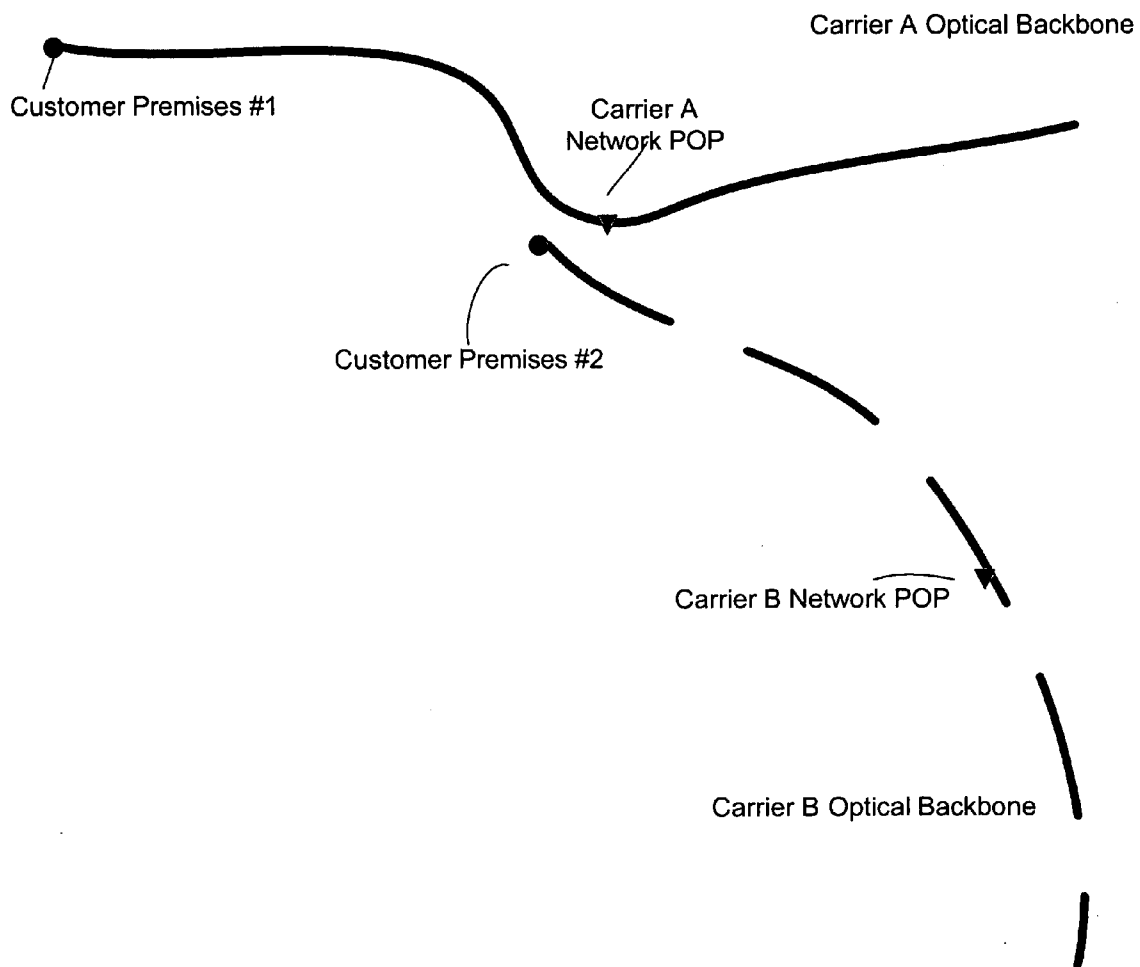 Carrier A Optical Backbone
Customer Premises #1
Carrier A
Network POP
Customer Premises #2
Carrier B Network POP
Carrier B Optical Backbone